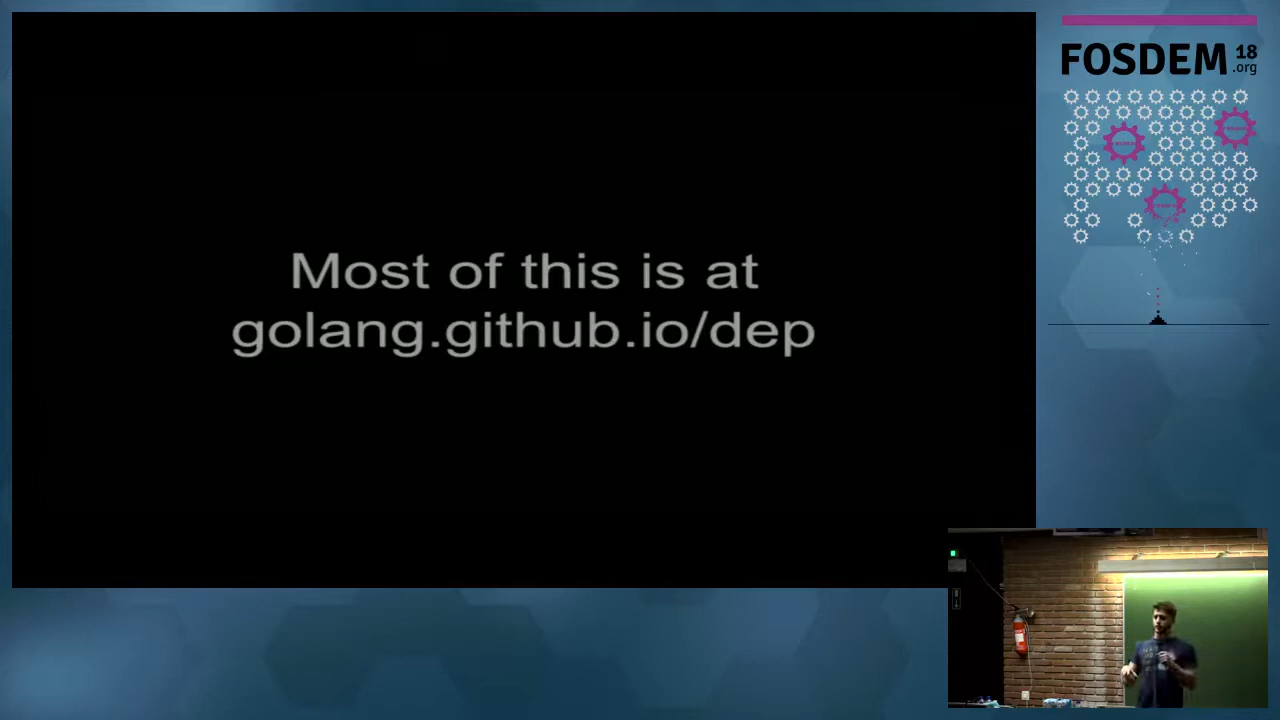 Most of this is at
golang.github.io/dep
FOSDEM 18
.org